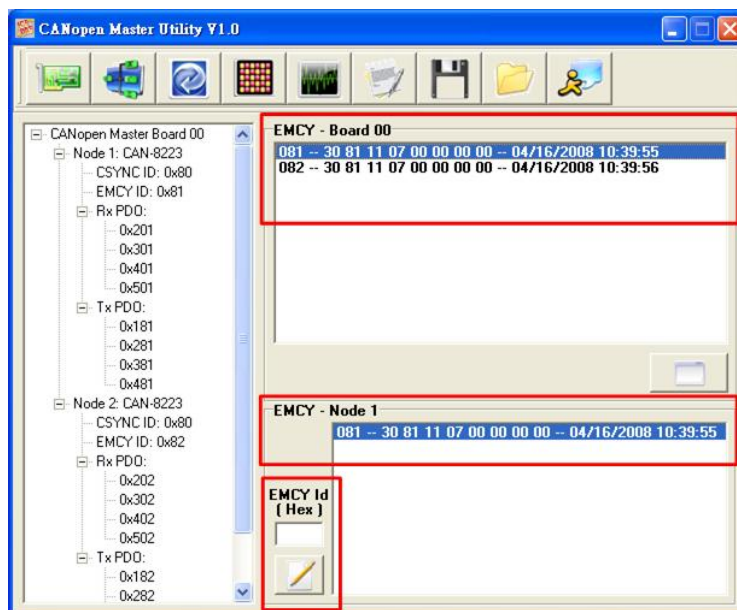 CANopen Master Utility V1.0
CANopen Master Board 00
Node 1: CAN-8223
CSYNC ID: 0x80
EMCY ID: 0x81
Rx PDO:
0x201
0x301
0x401
0x501
Tx PDO:
0x181
0x281
0x381
0x481
Node 2: CAN-8223
CSYNC ID: 0x80
EMCY ID: 0x82
Rx PDO:
0x202
0x302
0x402
0x502
Tx PDO:
0x182
0x282
EMCY - Board 00
081 -- 30 81 11 07 00 00 00 00 -- 04/16/2008 10:39:55
082 -- 30 81 11 07 00 00 00 00 -- 04/16/2008 10:39:56
EMCY - Node 1
081 -- 30 81 11 07 00 00 00 00 -- 04/16/2008 10:39:55
EMCY Id
( Hex )